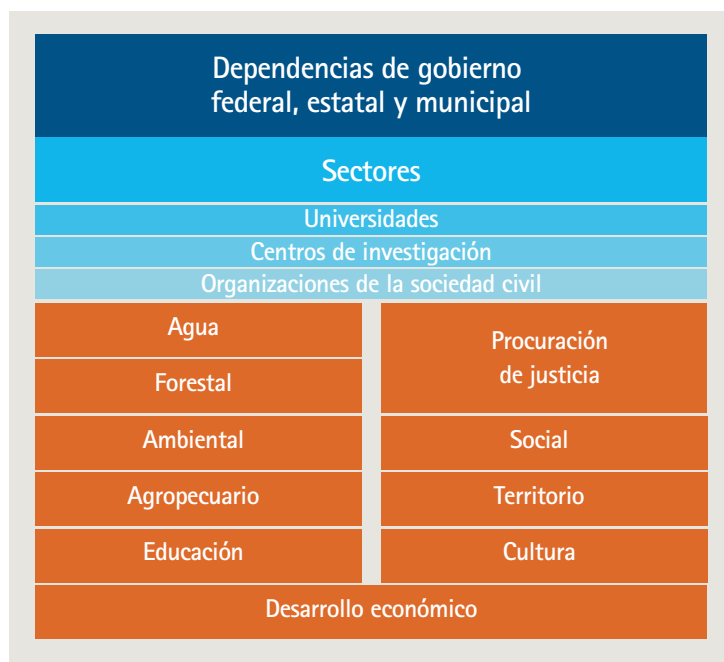 Dependencias de gobierno
federal, estatal y municipal
Sectores
Universidades
Centros de investigación
Organizaciones de la sociedad civil
Agua
Forestal
Ambiental
Agropecuario
Educación
Procuración
de justicia
Social
Territorio
Cultura
Desarrollo económico